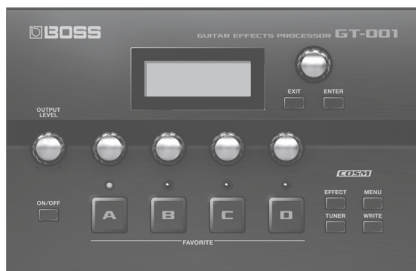 BOSS
GUITAR EFFECTS PROCESSOR GT-001
EXIT ENTER
OUTPUT
LEVEL
COSM
ON/OFF
A B C D
EFFECT MENU
TUNER WRITE
FAVORITE